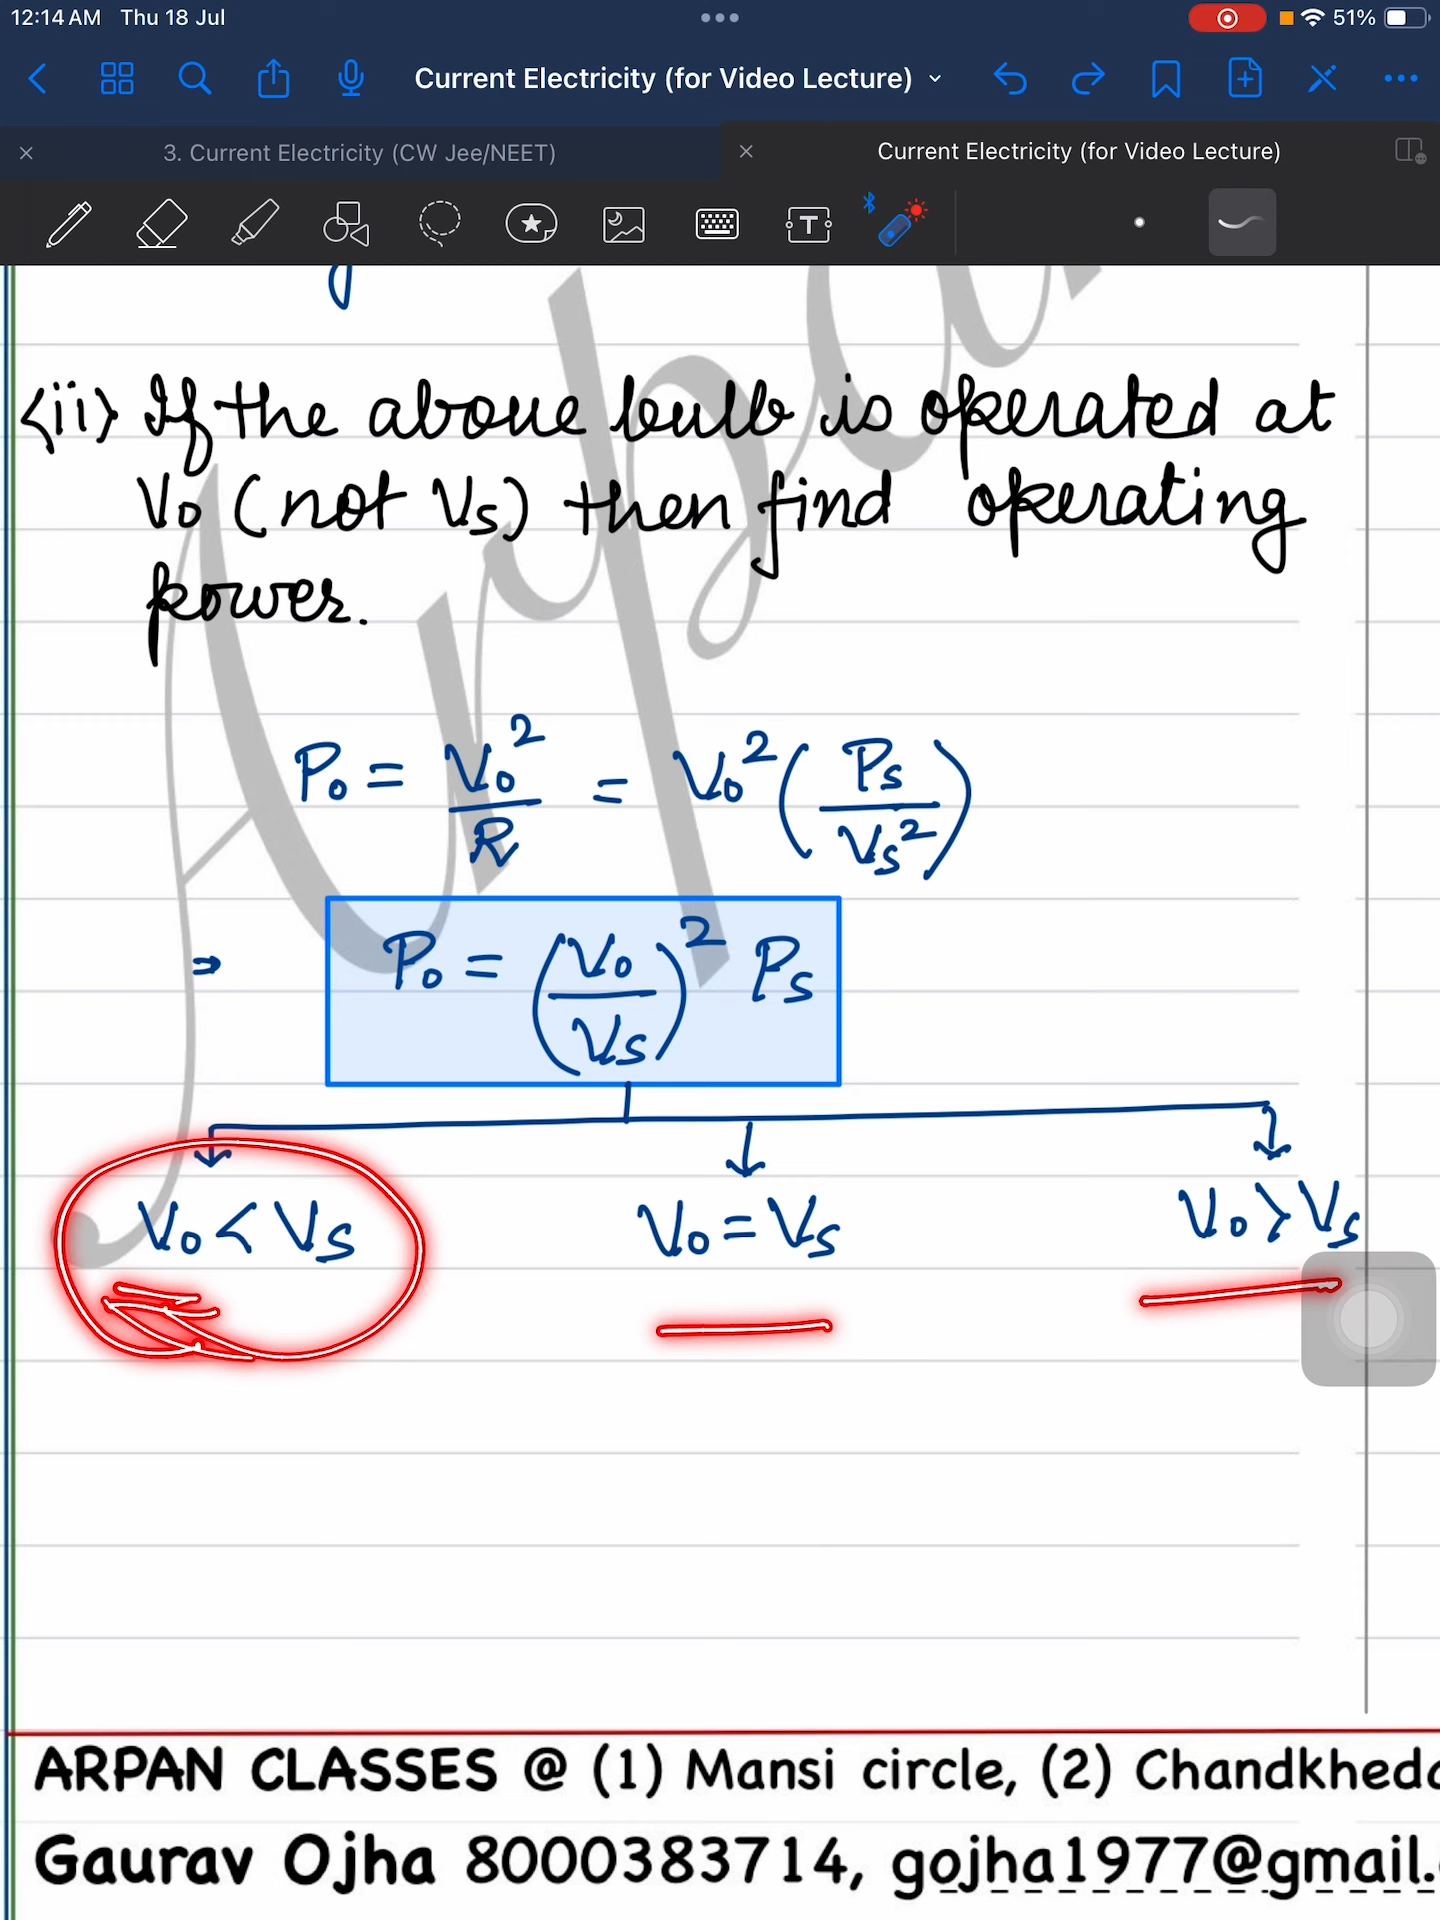 12:14 AM Thu 18 Jul
51%
Current Electricity (for Video Lecture)
3. Current Electricity (CW Jee/NEET)
Current Electricity (for Video Lecture)
T
Arpa
<ii> If the above bulb is operated at
V₀ (not Vs) then find operating
power.
P₀ = V₀²/R = V₀² (Ps/Vs²)
⇒ P₀ = (V₀/Vs)² Ps
V₀ < Vs V₀ = Vs V₀ > Vs
ARPAN CLASSES @ (1) Mansi circle, (2) Chandkheda
Gaurav Ojha 8000383714, gojha1977@gmail.